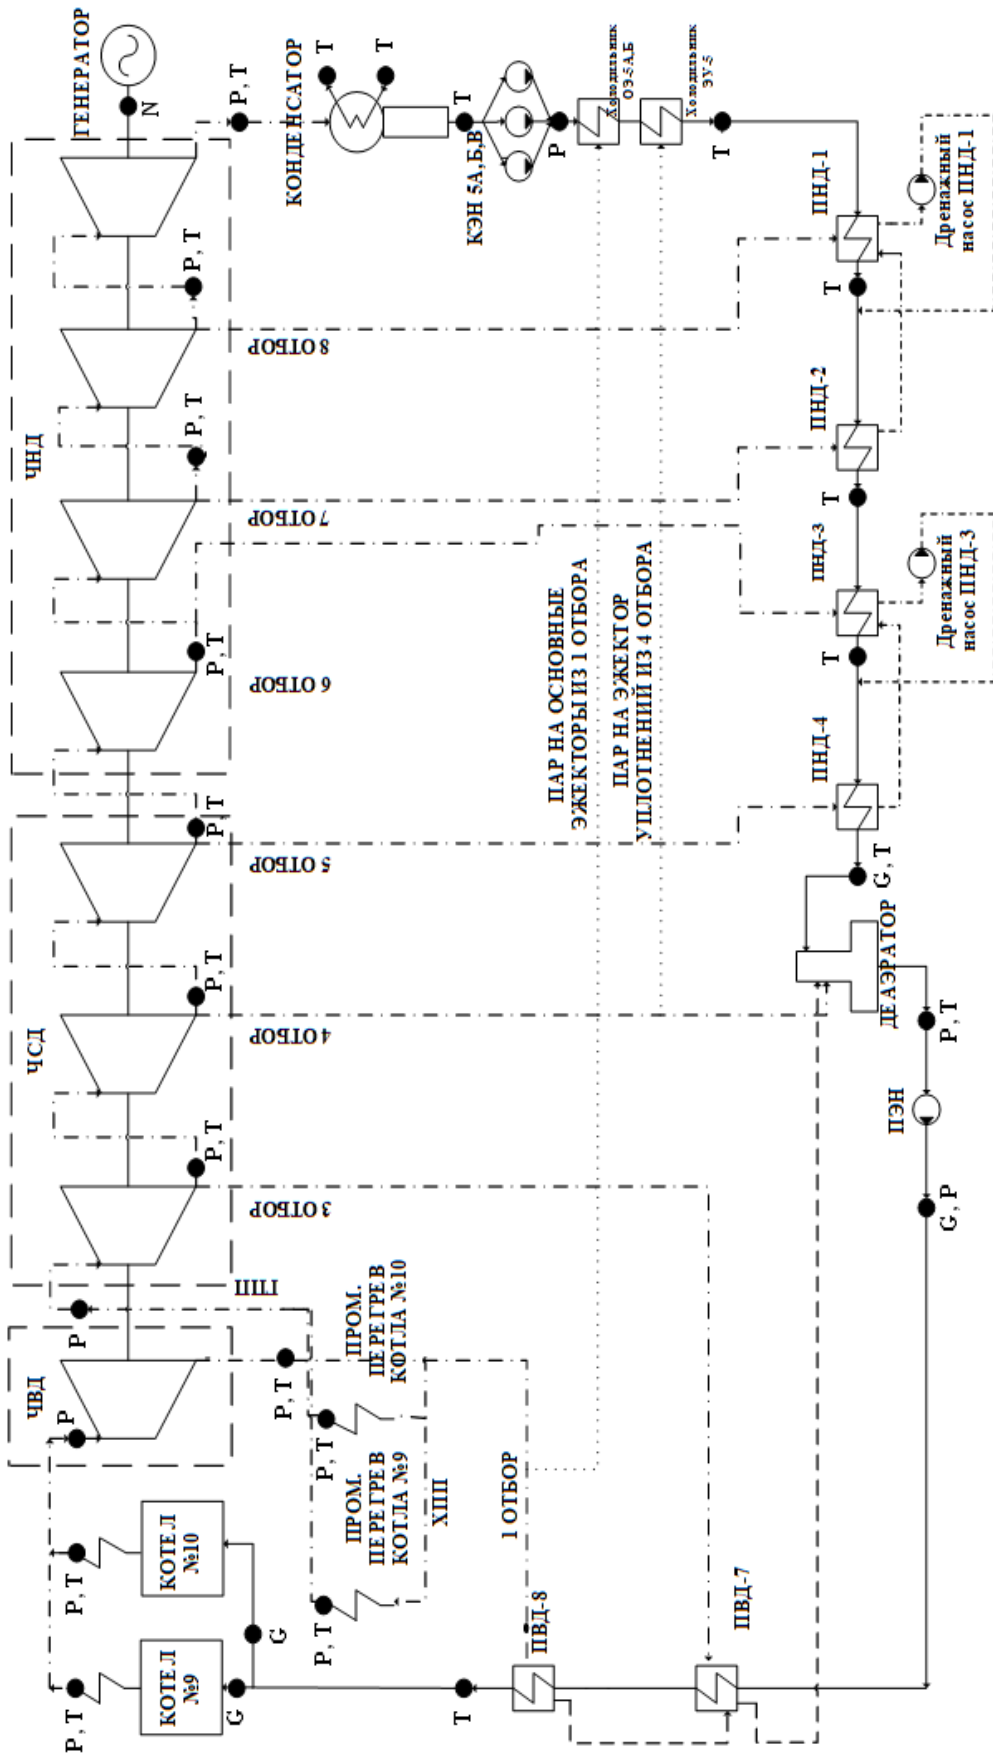 ГЕНЕРАТОР
N
P, T
КОНДЕНСАТОР
T
T
T
КЭН 5А,Б,В
P
Холодильник
ОЭ-5А,Б
Холодильник
ЭУ-5
T
ПНД-1
Дренажный
насос ПНД-1
T
ЧНД
P, T
8 ОТБОР
P, T
ПНД-2
T
7 ОТБОР
ПНД-3
Дренажный
насос ПНД-3
T
P, T
6 ОТБОР
ПАР НА ОСНОВНЫЕ
ЭЖЕКТОРЫ ИЗ 1 ОТБОРА
ПАР НА ЭЖЕКТОР
УПЛОТНЕНИЙ ИЗ 4 ОТБОРА
ПНД-4
G, T
P, T
5 ОТБОР
ДЕАЭРАТОР
P, T
ЧСД
P, T
4 ОТБОР
ПЭН
G, P
P, T
3 ОТБОР
ГПП
P
ЧВД
P
P, T
ПРОМ.
ПЕРЕГРЕВ
КОТЛА №10
P, T
ПРОМ.
ПЕРЕГРЕВ
КОТЛА №9
P, T
ХПП
1 ОТБОР
КОТЕЛ
№10
P, T
G
КОТЕЛ
№9
P, T
G
T
ПВД-8
ПВД-7